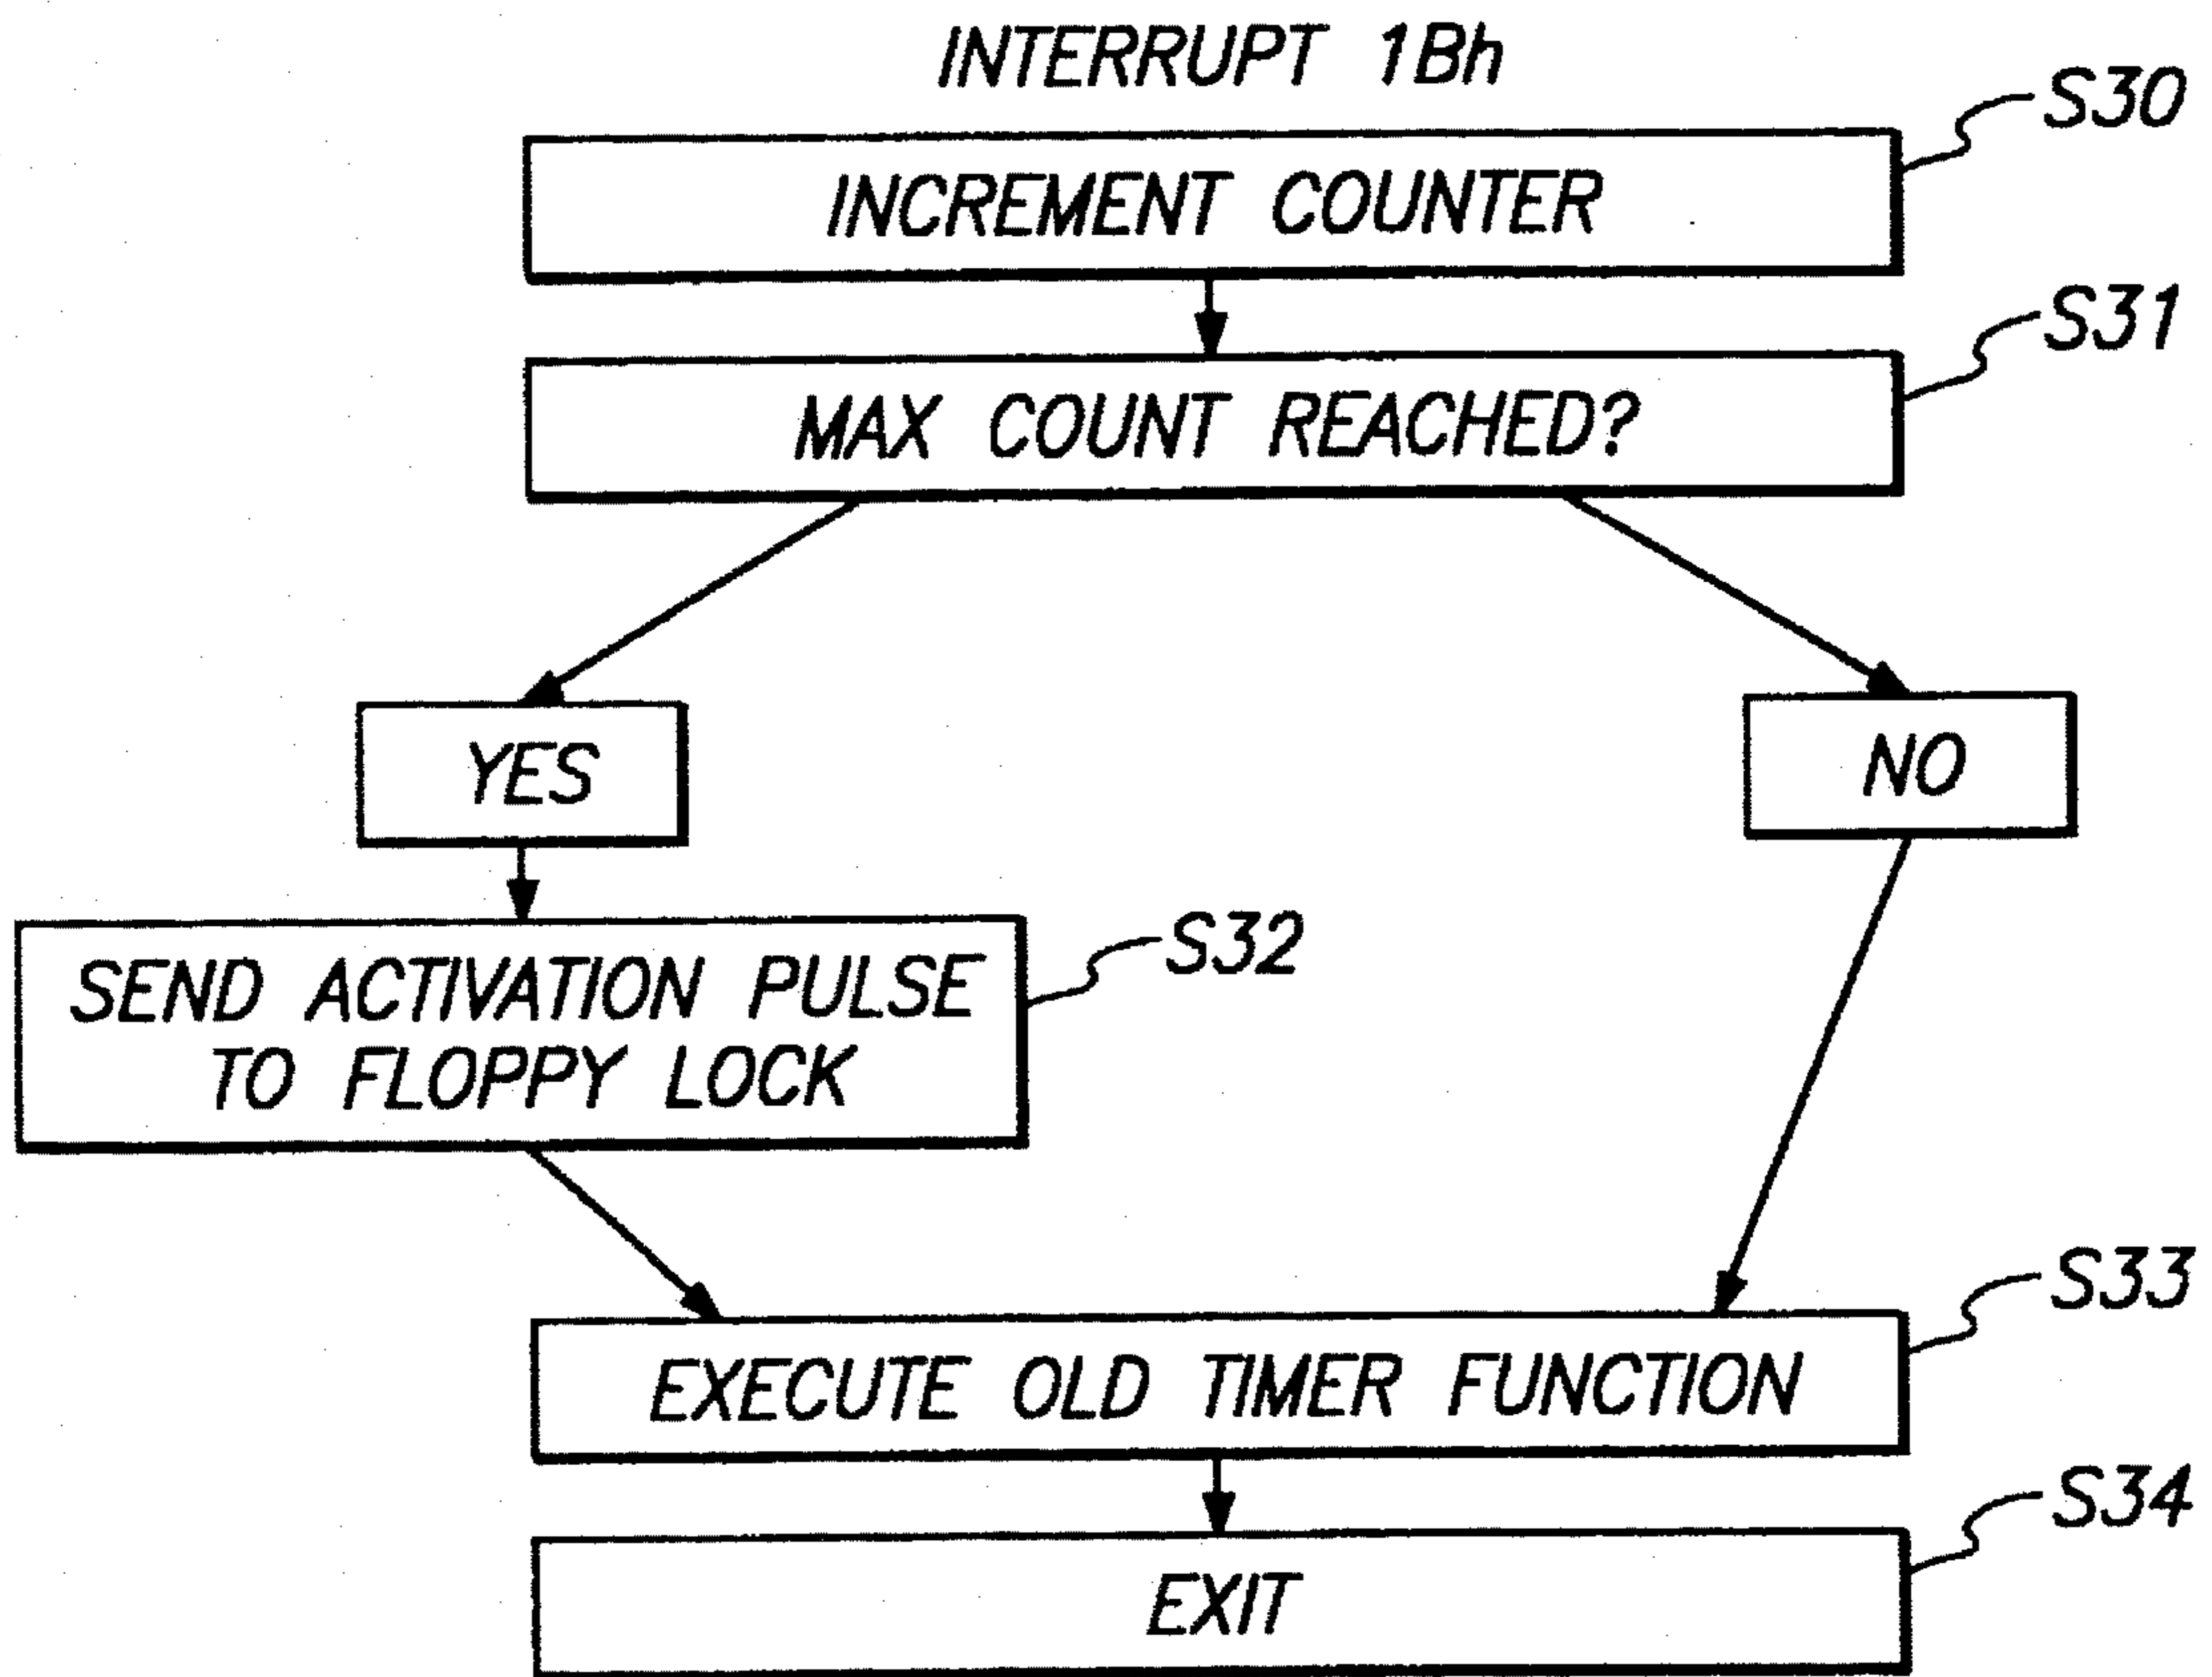 INTERRUPT 1Bh
S30
INCREMENT COUNTER
S31
MAX COUNT REACHED?
YES
NO
S32
SEND ACTIVATION PULSE
TO FLOPPY LOCK
S33
EXECUTE OLD TIMER FUNCTION
S34
EXIT